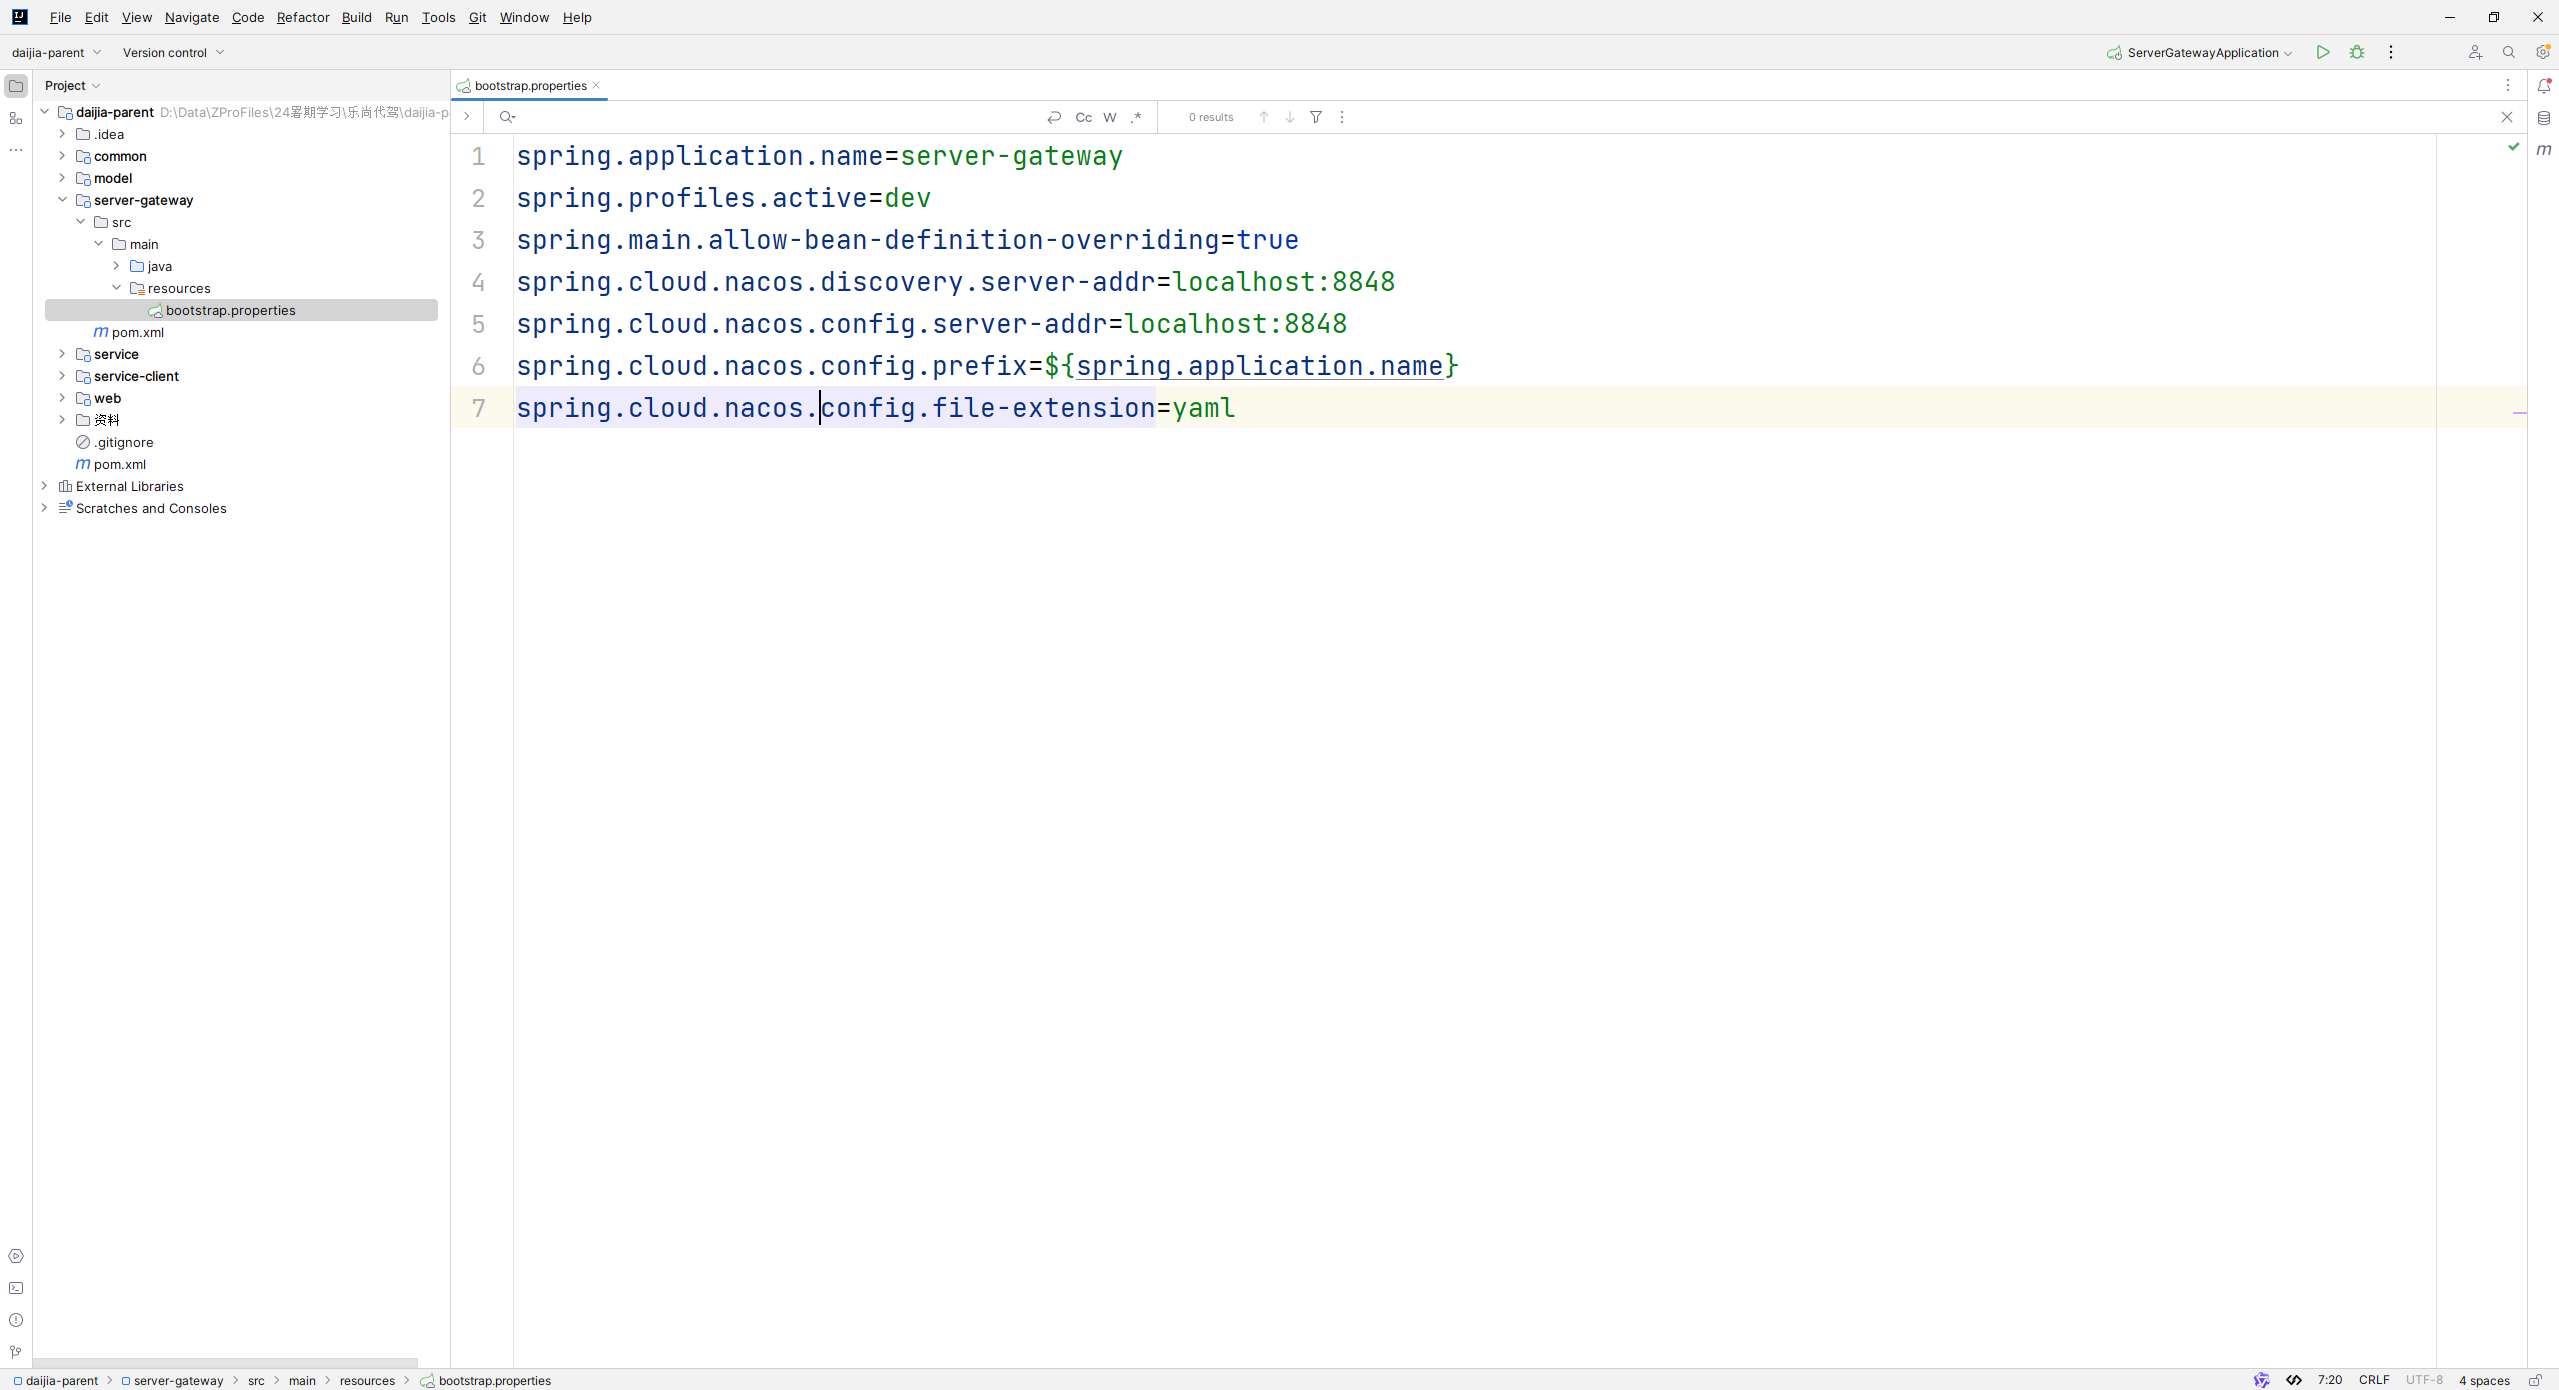 File Edit View Navigate Code Refactor Build Run Tools Git Window Help
daijia-parent Version control ServerGatewayApplication
Project
bootstrap.properties
daijia-parent D:\Data\ZProFiles\24暑期学习\乐尚代驾\daijia-p
.idea
common
model
server-gateway
src
main
java
resources
bootstrap.properties
pom.xml
service
service-client
web
资料
.gitignore
pom.xml
External Libraries
Scratches and Consoles
Cc W .* 0 results
1 spring.application.name=server-gateway
2 spring.profiles.active=dev
3 spring.main.allow-bean-definition-overriding=true
4 spring.cloud.nacos.discovery.server-addr=localhost:8848
5 spring.cloud.nacos.config.server-addr=localhost:8848
6 spring.cloud.nacos.config.prefix=${spring.application.name}
7 spring.cloud.nacos.config.file-extension=yaml
m
daijia-parent server-gateway src main resources bootstrap.properties 7:20 CRLF UTF-8 4 spaces